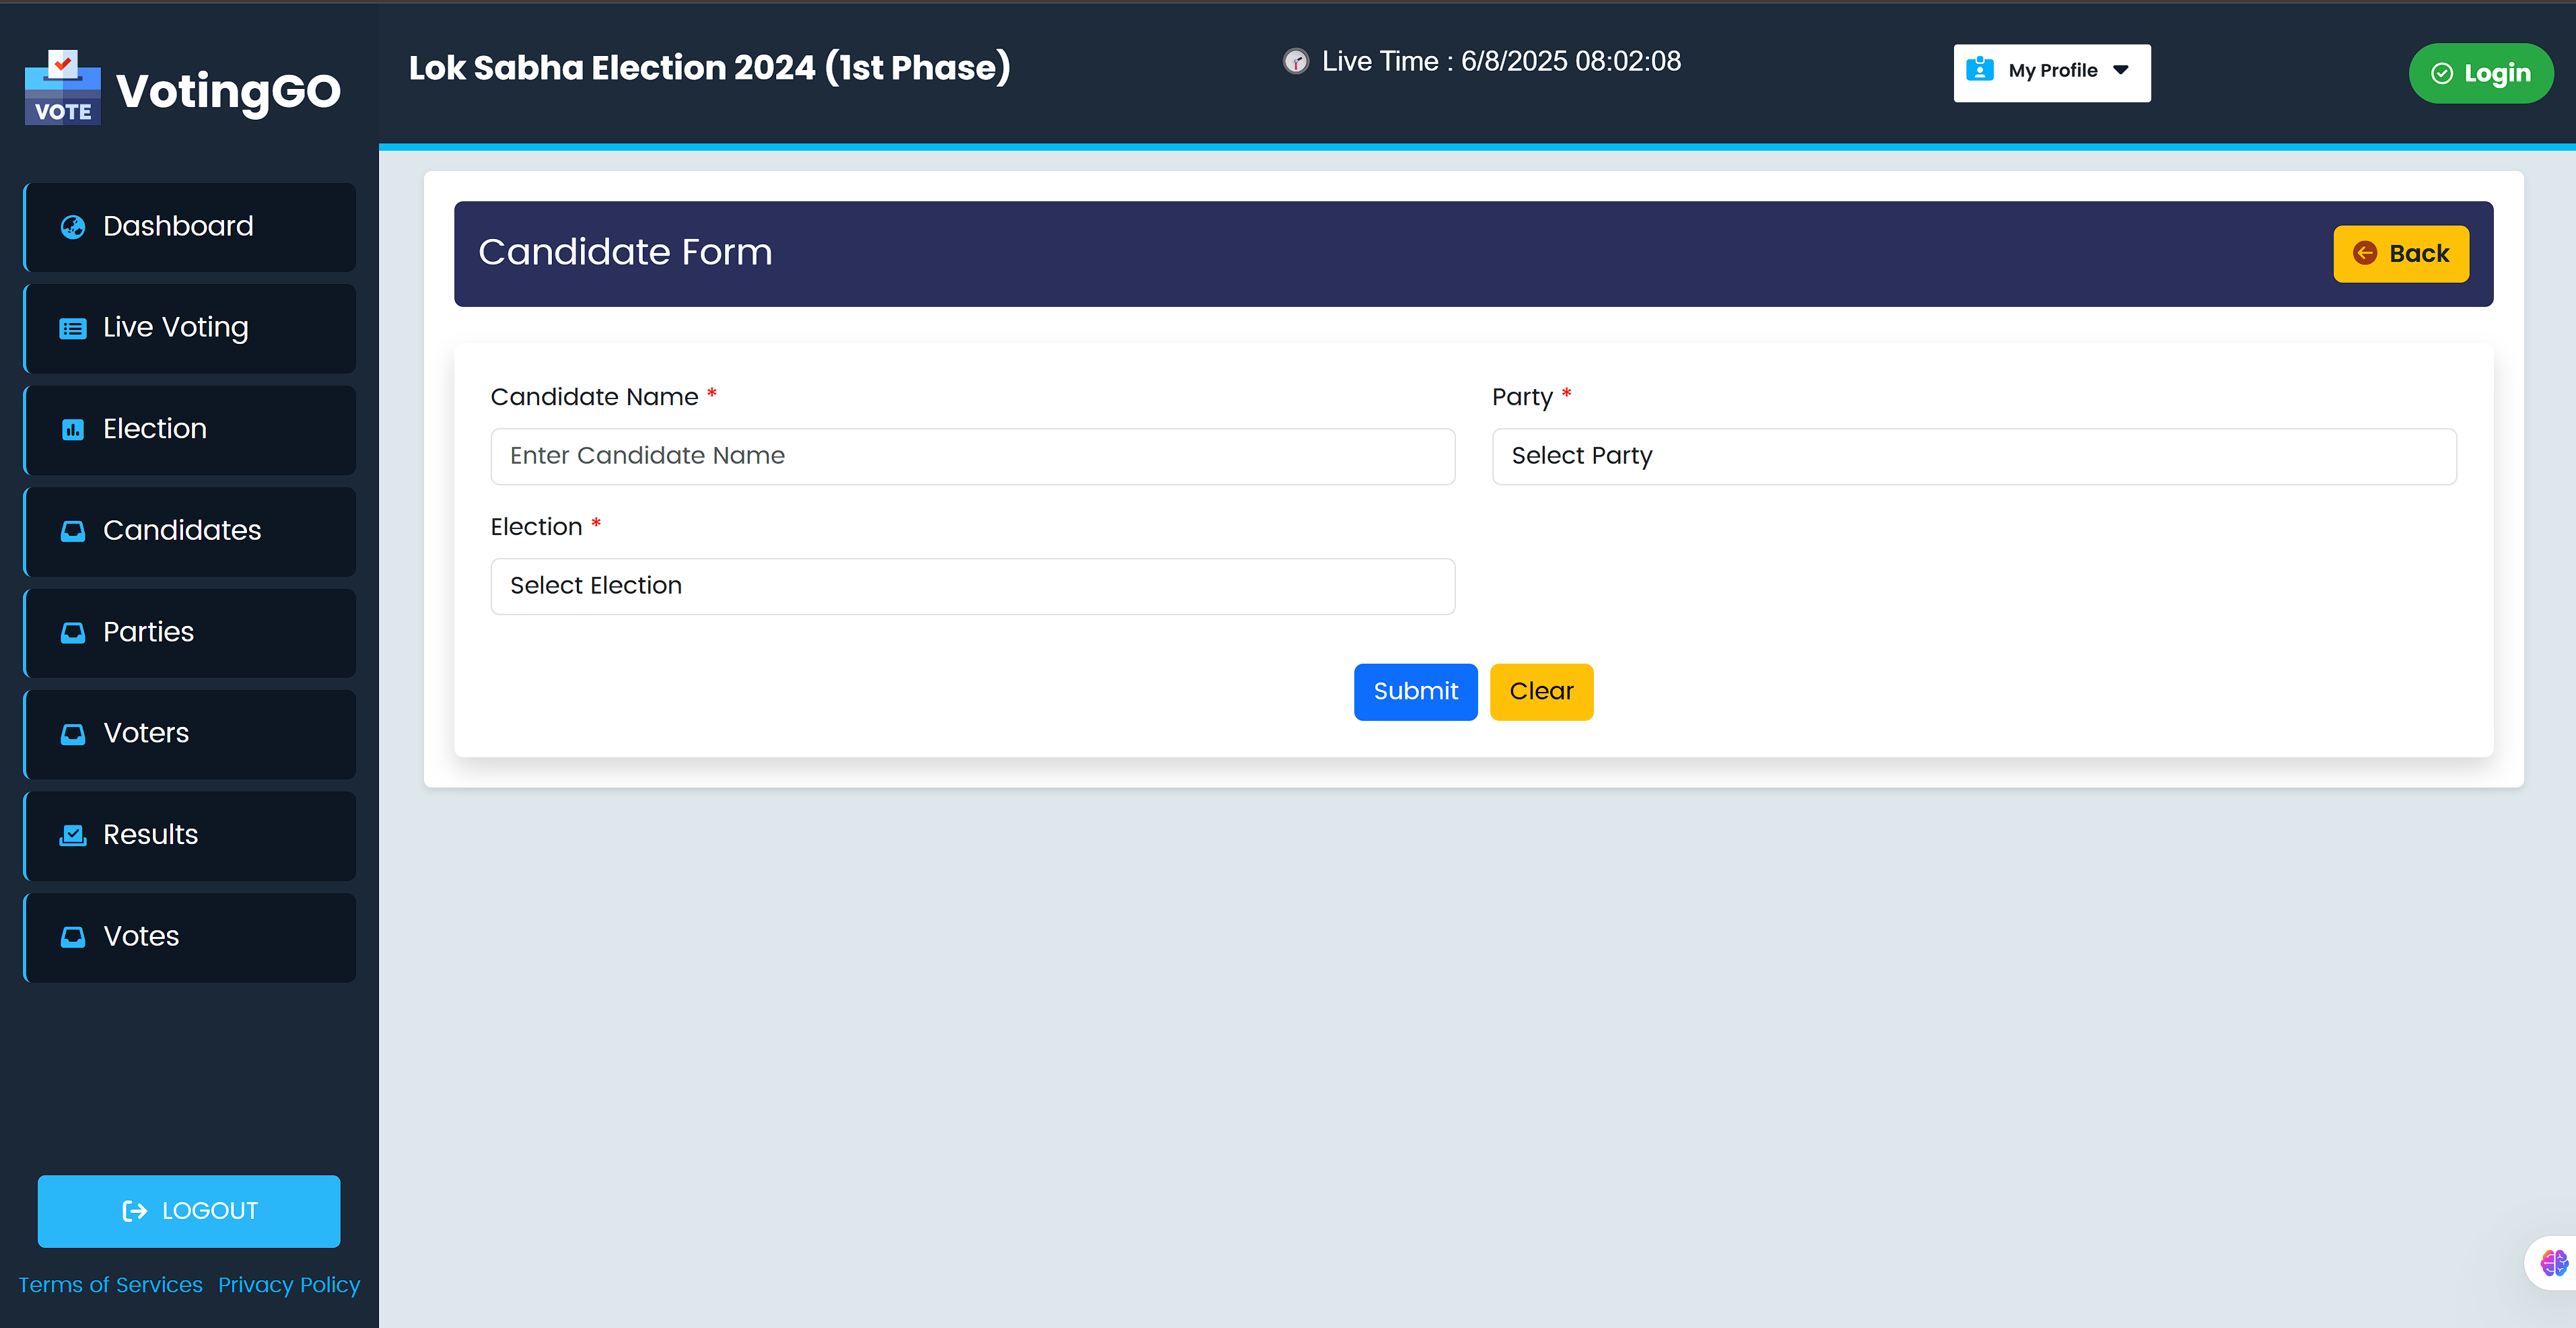 VOTE
VotingGO
Lok Sabha Election 2024 (1st Phase)
Live Time : 6/8/2025 08:02:08
My Profile
Login
Dashboard
Live Voting
Election
Candidates
Parties
Voters
Results
Votes
LOGOUT
Terms of Services Privacy Policy
Candidate Form
Back
Candidate Name *
Enter Candidate Name
Party *
Select Party
Election *
Select Election
Submit
Clear